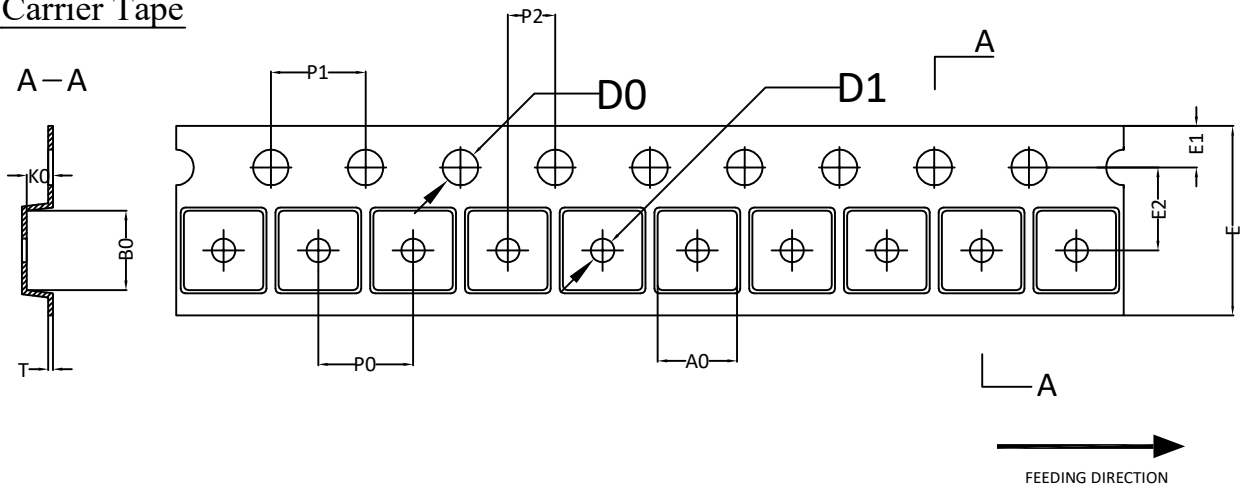 Carrier Tape
A－A
P1
P2
D0
D1
A
E1
K0
B0
E2
E
T
P0
A0
A
FEEDING DIRECTION